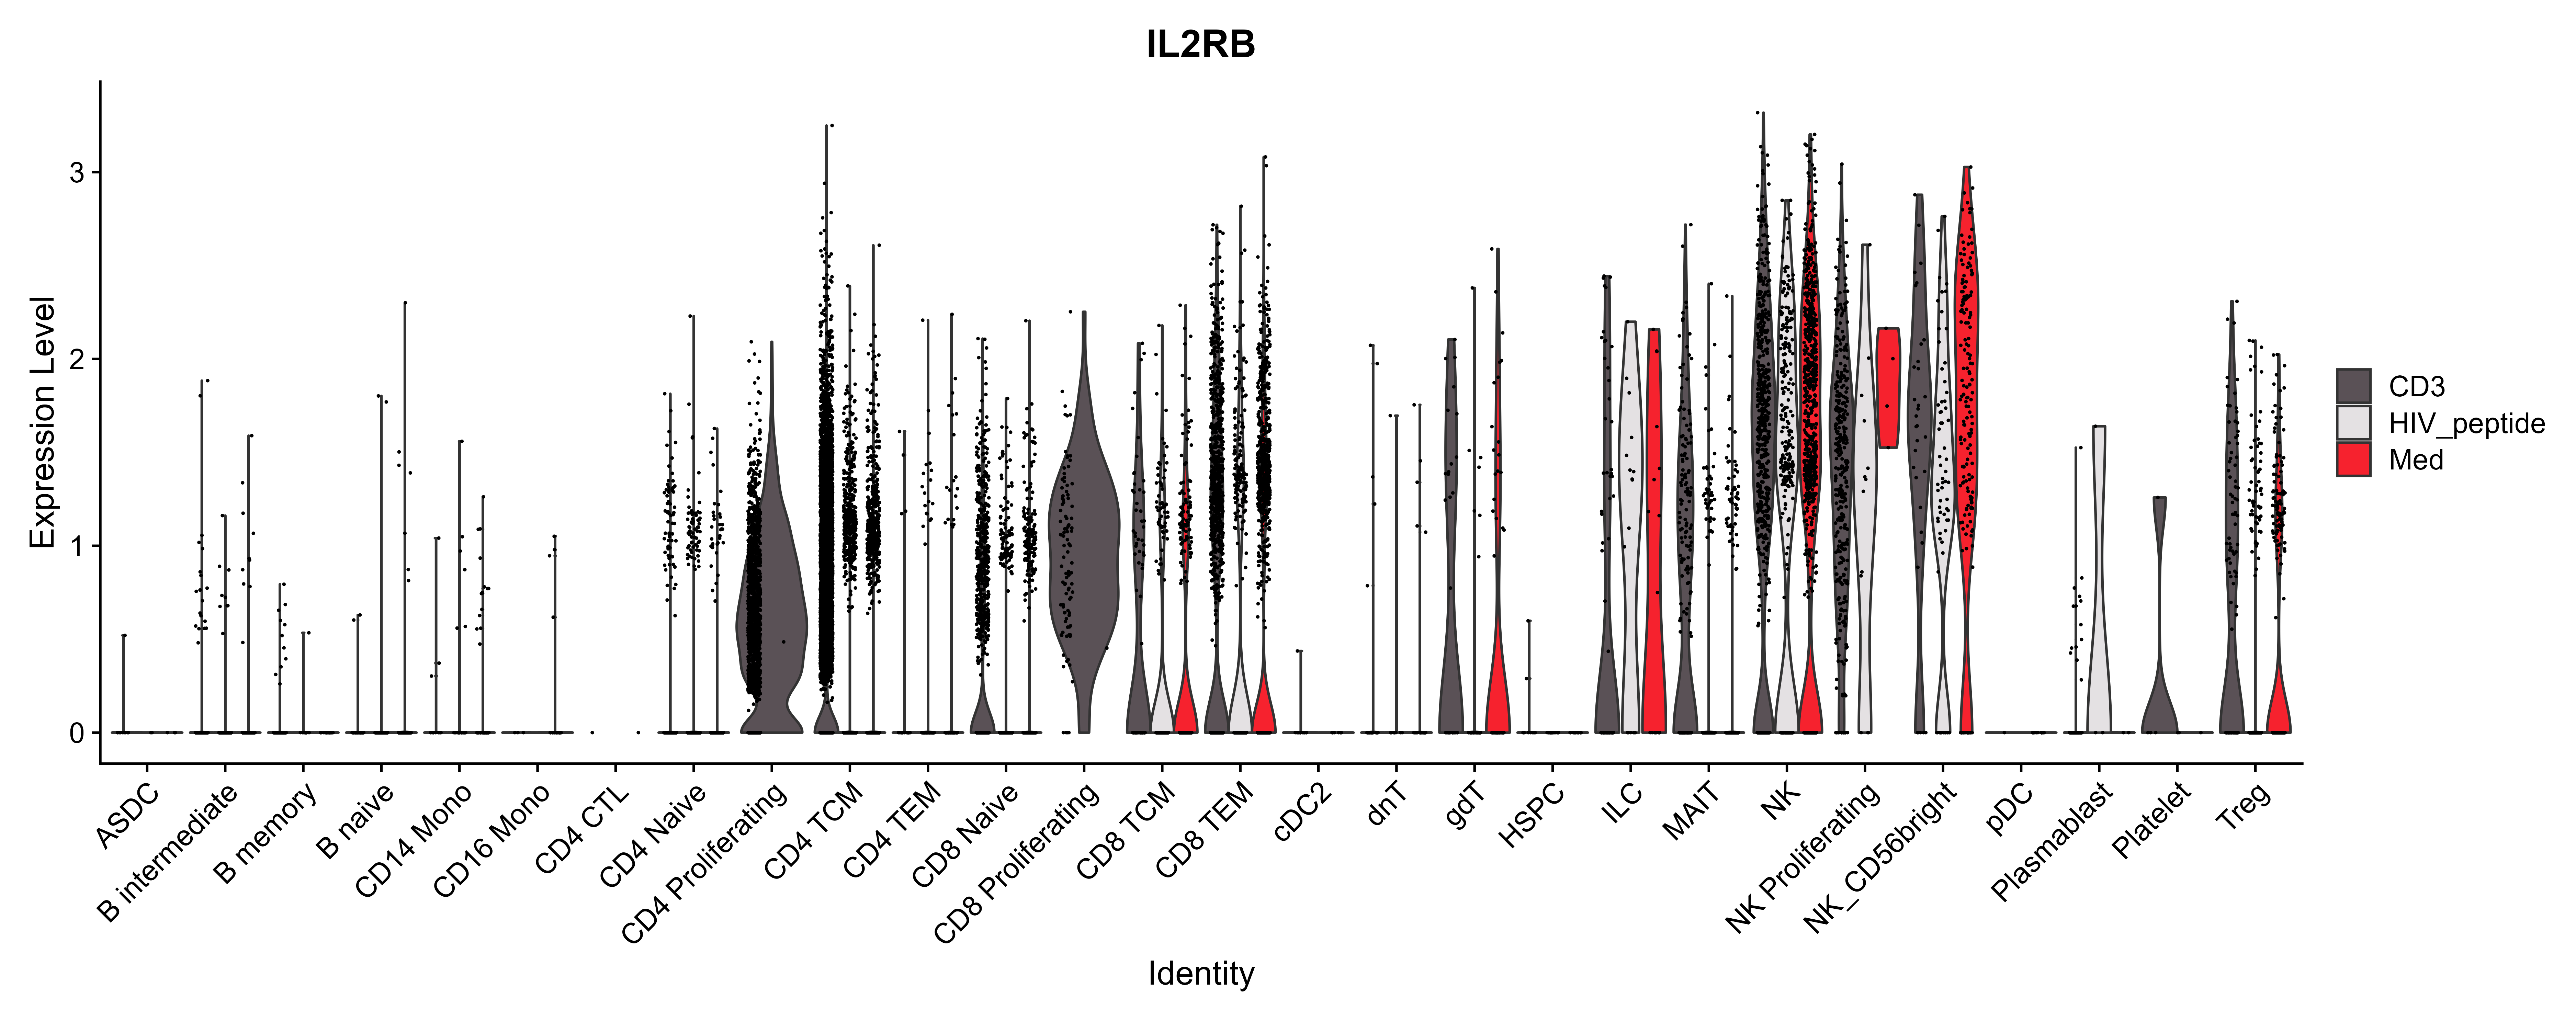 IL2RB
Expression Level
3
2
1
0
ASDC
B intermediate
B memory
B naive
CD14 Mono
CD16 Mono
CD4 CTL
CD4 Naive
CD4 Proliferating
CD4 TCM
CD4 TEM
CD8 Naive
CD8 Proliferating
CD8 TCM
CD8 TEM
cDC2
dnT
gdT
HSPC
ILC
MAIT
NK
NK Proliferating
NK_CD56bright
pDC
Plasmablast
Platelet
Treg
Identity
CD3
HIV_peptide
Med